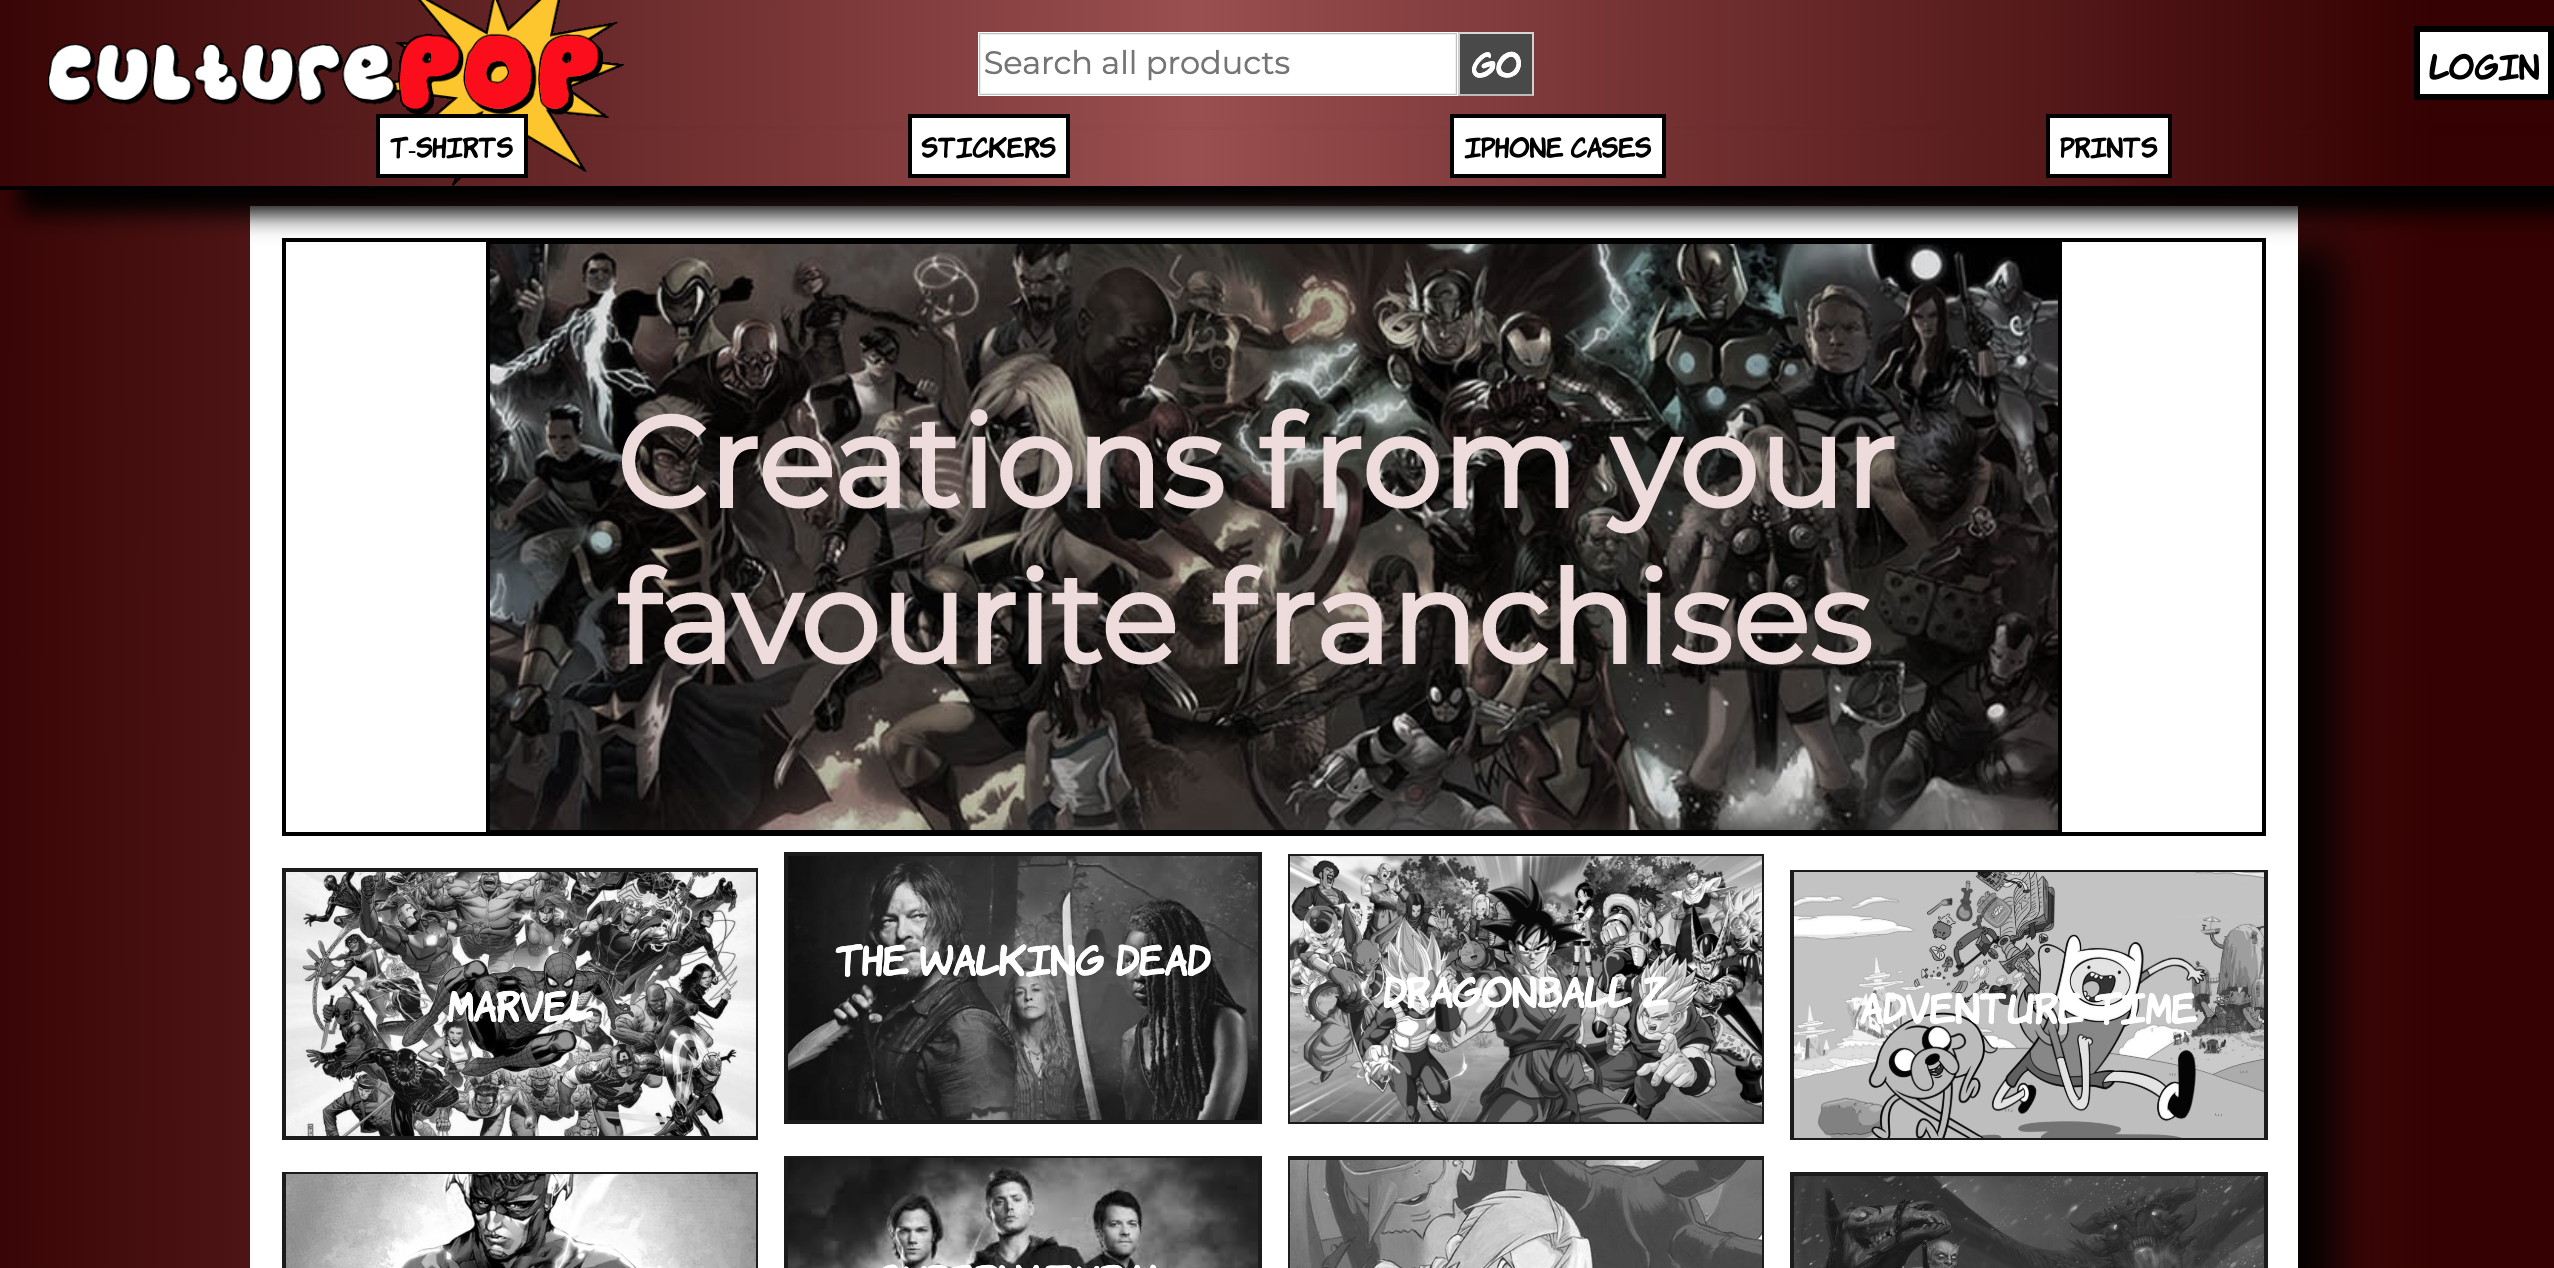 culturePOP
Search all products
GO
LOGIN
T-SHIRTS
STICKERS
IPHONE CASES
PRINTS
Creations from your
favourite franchises
MARVEL
THE WALKING DEAD
DRAGONBALL Z
ADVENTURE TIME